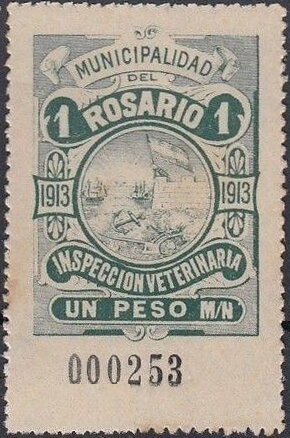 MUNICIPALIDAD
DEL
1 ROSARIO 1
1913 1913
INSPECCION VETERINARIA
UN PESO M/N
000253